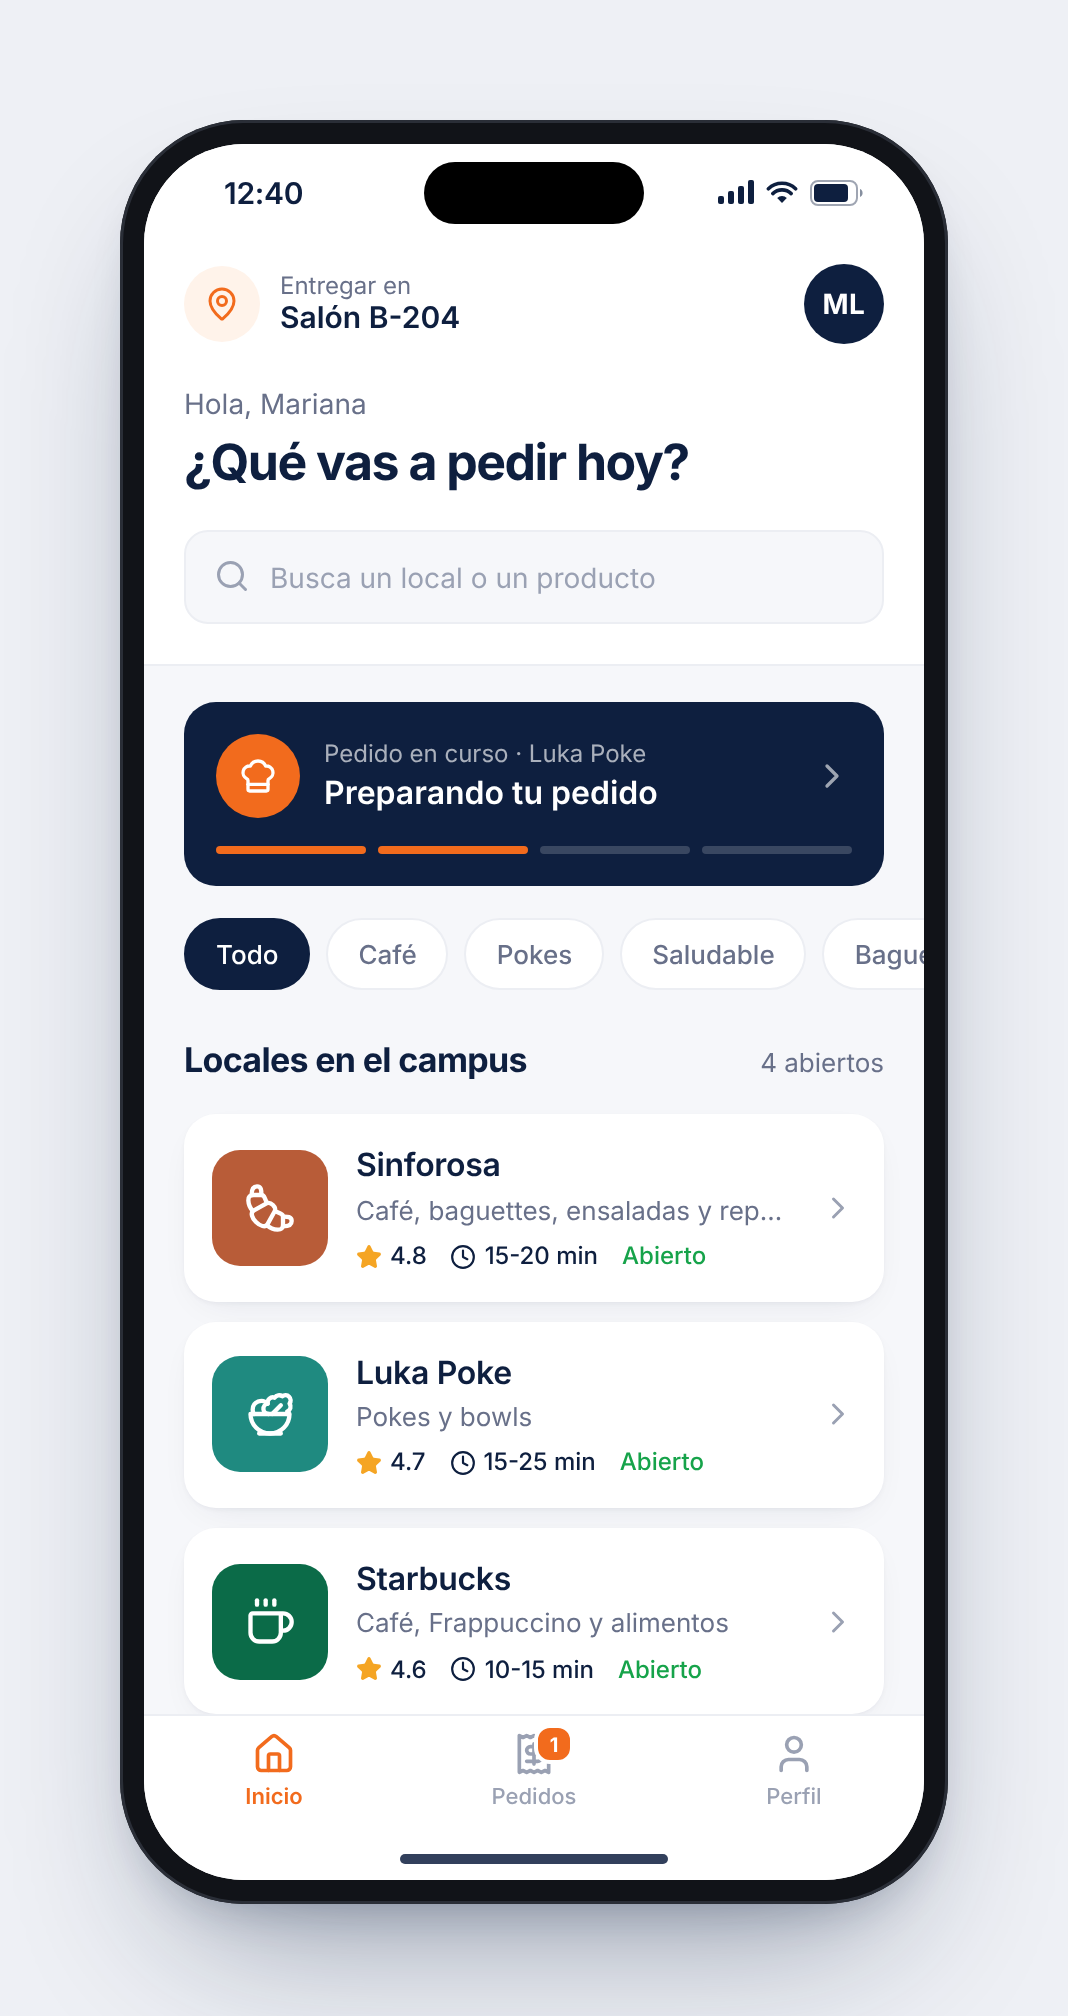 12:40
Entregar en
Salón B-204
ML
Hola, Mariana
¿Qué vas a pedir hoy?
Busca un local o un producto
Pedido en curso · Luka Poke
Preparando tu pedido
Todo
Café
Pokes
Saludable
Bague
Locales en el campus
4 abiertos
Sinforosa
Café, baguettes, ensaladas y rep...
4.8
15-20 min
Abierto
Luka Poke
Pokes y bowls
4.7
15-25 min
Abierto
Starbucks
Café, Frappuccino y alimentos
4.6
10-15 min
Abierto
1
Inicio
Pedidos
Perfil